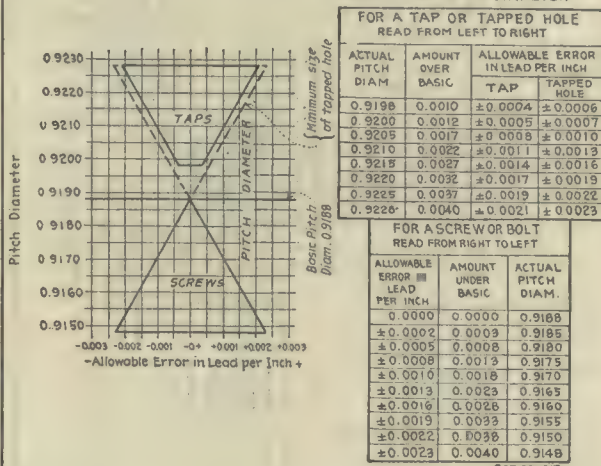 FOR A TAP OR TAPPED HOLE
READ FROM LEFT TO RIGHT
ACTUAL PITCH DIAM
AMOUNT OVER BASIC
ALLOWABLE ERROR IN LEAD PER INCH
TAP
TAPPED HOLE
0.9198 0.0010 ±0.0004 ±0.0006
0.9200 0.0012 ±0.0005 ±0.0007
0.9205 0.0017 ±0.0008 ±0.0010
0.9210 0.0022 ±0.0011 ±0.0013
0.9215 0.0027 ±0.0014 ±0.0016
0.9220 0.0032 ±0.0017 ±0.0019
0.9225 0.0037 ±0.0019 ±0.0022
0.9228 0.0040 ±0.0021 ±0.0023
FOR A SCREW OR BOLT
READ FROM RIGHT TO LEFT
ALLOWABLE ERROR LEAD PER INCH
AMOUNT UNDER BASIC
ACTUAL PITCH DIAM.
0.0000 0.0000 0.9188
±0.0002 0.0003 0.9185
±0.0005 0.0008 0.9180
±0.0008 0.0013 0.9175
±0.0010 0.0018 0.9170
±0.0013 0.0023 0.9165
±0.0016 0.0028 0.9160
±0.0019 0.0033 0.9155
±0.0022 0.0038 0.9150
±0.0023 0.0040 0.9148
Pitch Diameter
0.9230
0.9220
0.9210
0.9200
0.9190
0.9180
0.9170
0.9160
0.9150
TAPS
SCREWS
PITCH DIAMETER
Minimum size
of tapped hole
Basic Pitch
Diam. 0.9188
-0.003 -0.002 -0.001 -0+ +0.001 +0.002 +0.003
-Allowable Error in Lead per Inch +